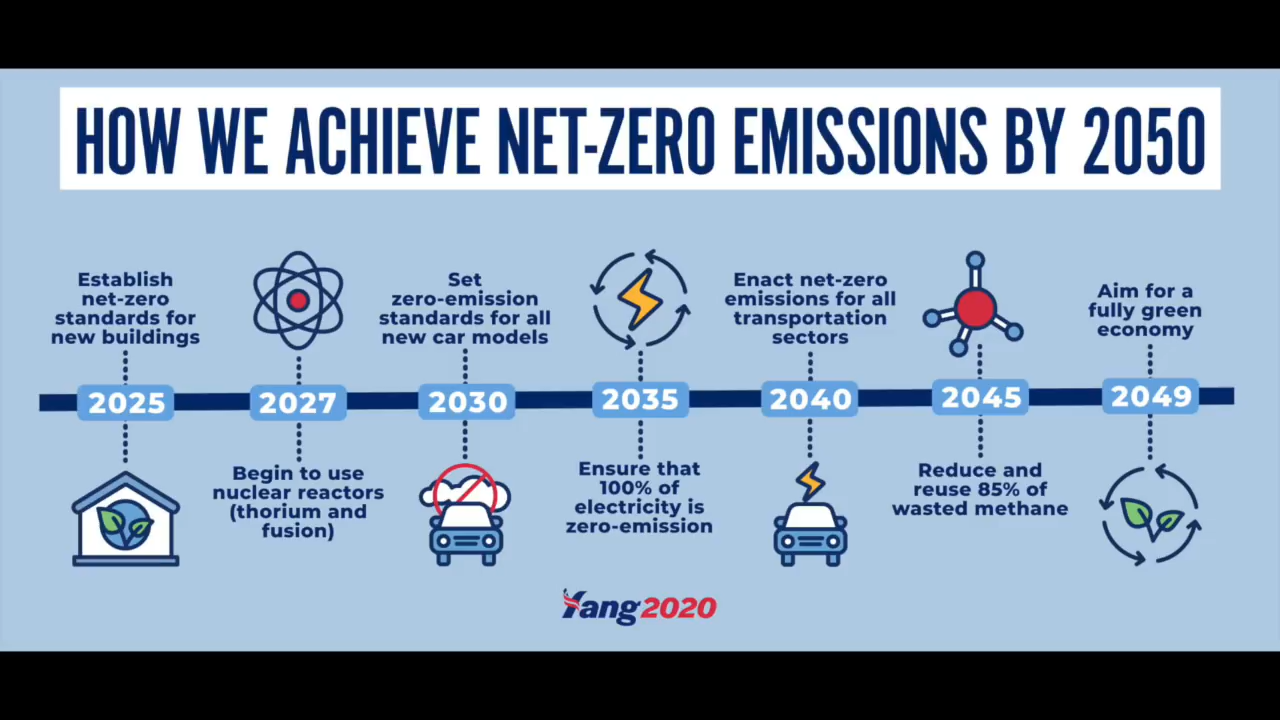 HOW WE ACHIEVE NET-ZERO EMISSIONS BY 2050
Establish
net-zero
standards for
new buildings
2025
2027
Begin to use
nuclear reactors
(thorium and
fusion)
Set
zero-emission
standards for all
new car models
2030
2035
Ensure that
100% of
electricity is
zero-emission
Enact net-zero
emissions for all
transportation
sectors
2040
2045
Reduce and
reuse 85% of
wasted methane
Aim for a
fully green
economy
2049
Yang2020